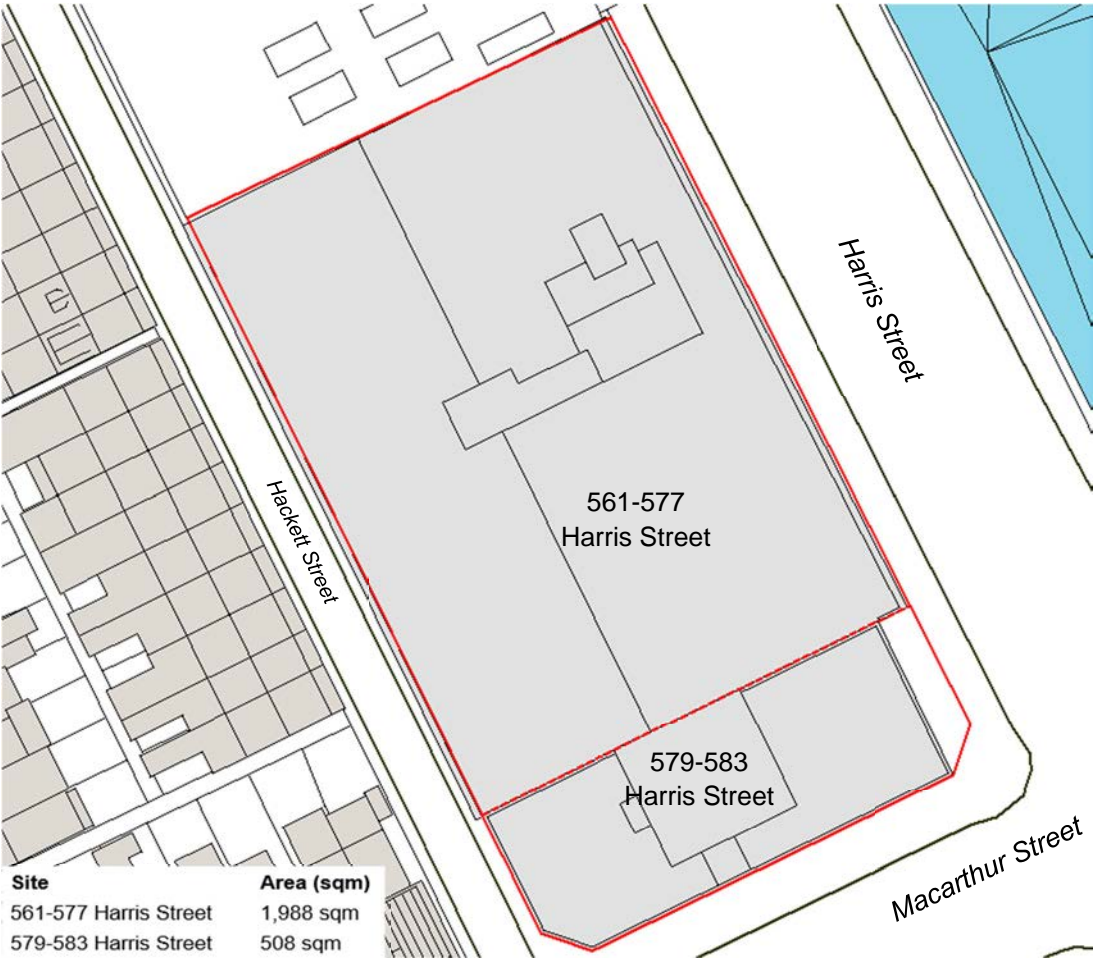 Harris Street
Hackett Street
561-577
Harris Street
579-583
Harris Street
Macarthur Street
Site Area (sqm)
561-577 Harris Street 1,988 sqm
579-583 Harris Street 508 sqm